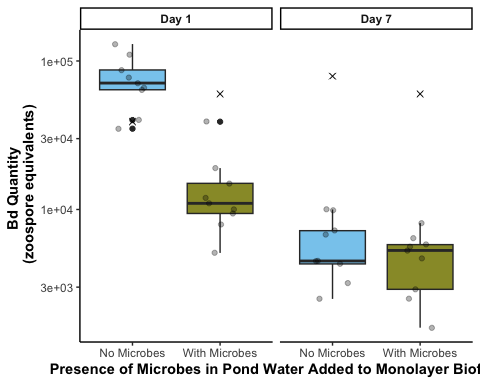 Day 1
Day 7
1e+05
3e+04
1e+04
3e+03
Bd Quantity
(zoospore equivalents)
No Microbes
With Microbes
No Microbes
With Microbes
Presence of Microbes in Pond Water Added to Monolayer Biof